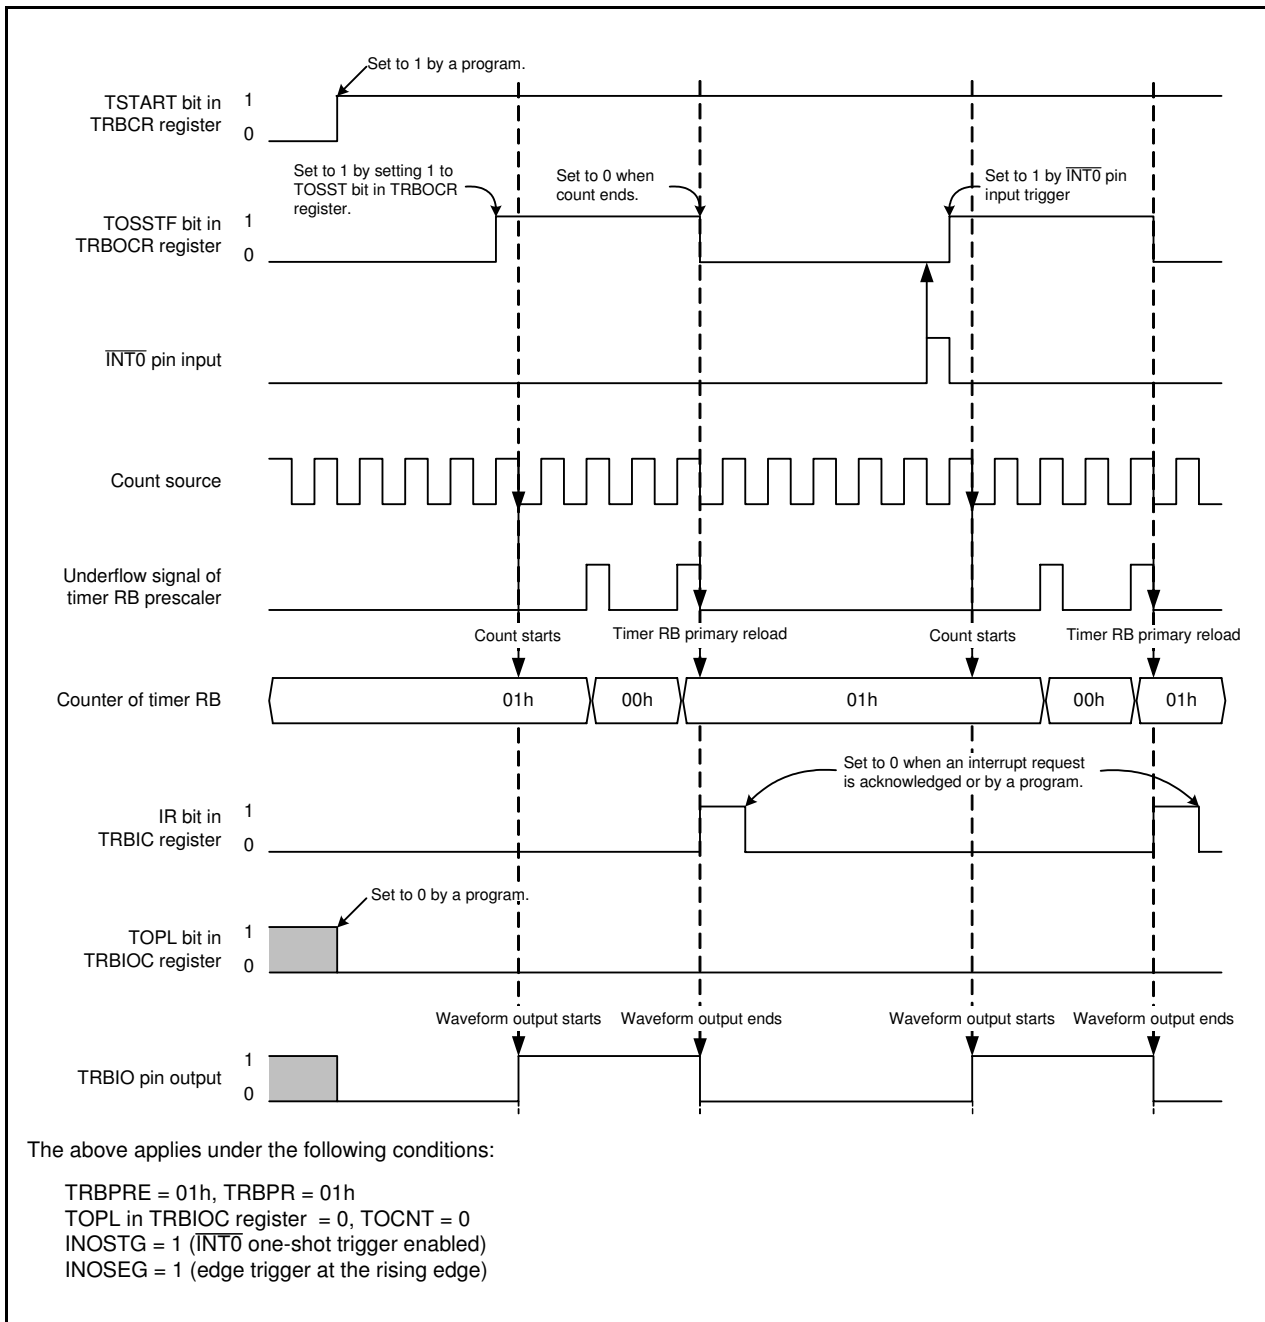 Set to 1 by a program.
TSTART bit in
TRBCR register
1
0
Set to 1 by setting 1 to
TOSST bit in TRBOCR
register.
Set to 0 when
count ends.
Set to 1 by INT0 pin
input trigger
TOSSTF bit in
TRBOCR register
1
0
INT0 pin input
Count source
Underflow signal of
timer RB prescaler
Count starts
Timer RB primary reload
Count starts
Timer RB primary reload
Counter of timer RB
01h
00h
01h
00h
01h
Set to 0 when an interrupt request
is acknowledged or by a program.
IR bit in
TRBIC register
1
0
Set to 0 by a program.
TOPL bit in
TRBIOC register
1
0
Waveform output starts
Waveform output ends
Waveform output starts
Waveform output ends
TRBIO pin output
1
0
The above applies under the following conditions:
TRBPRE = 01h, TRBPR = 01h
TOPL in TRBIOC register = 0, TOCNT = 0
INOSTG = 1 (INT0 one-shot trigger enabled)
INOSEG = 1 (edge trigger at the rising edge)